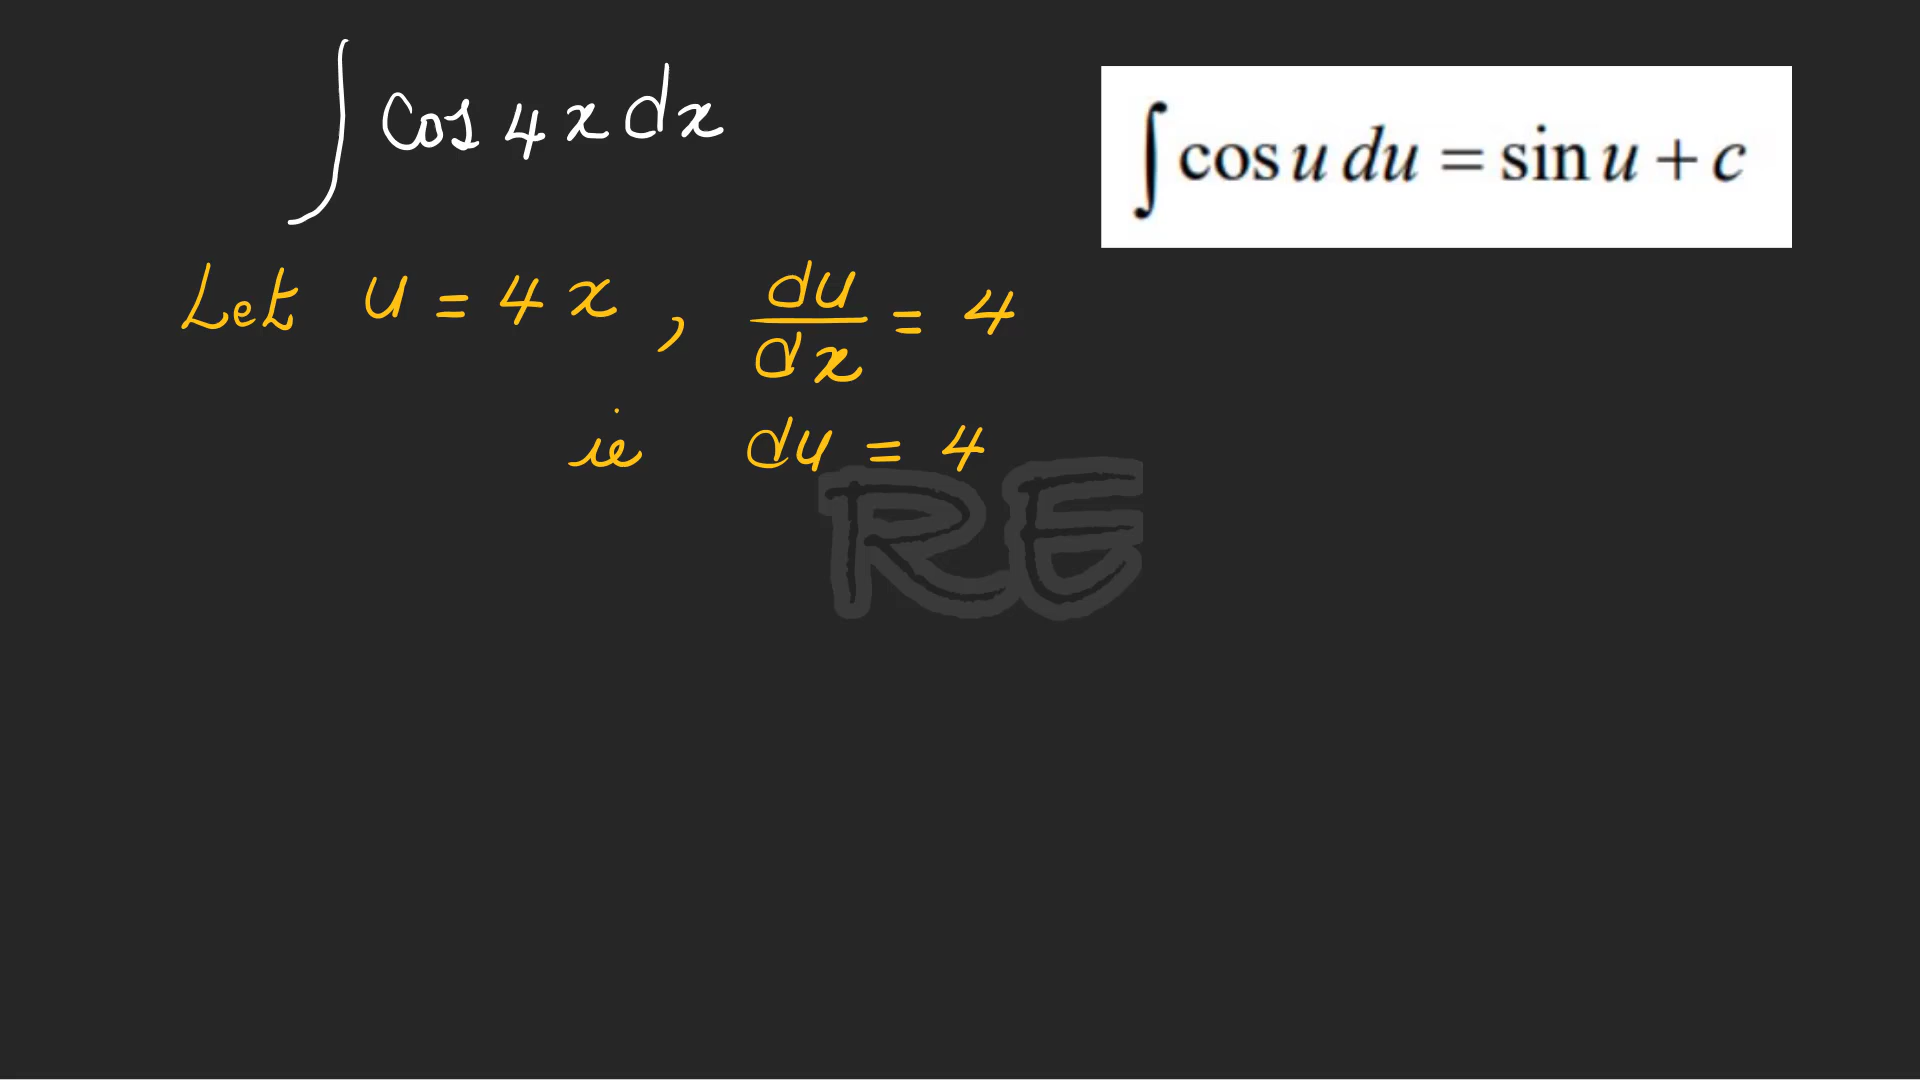 ∫ cos 4x dx
∫ cos u du = sin u + c
Let u = 4x , du/dx = 4
ie du = 4
RE